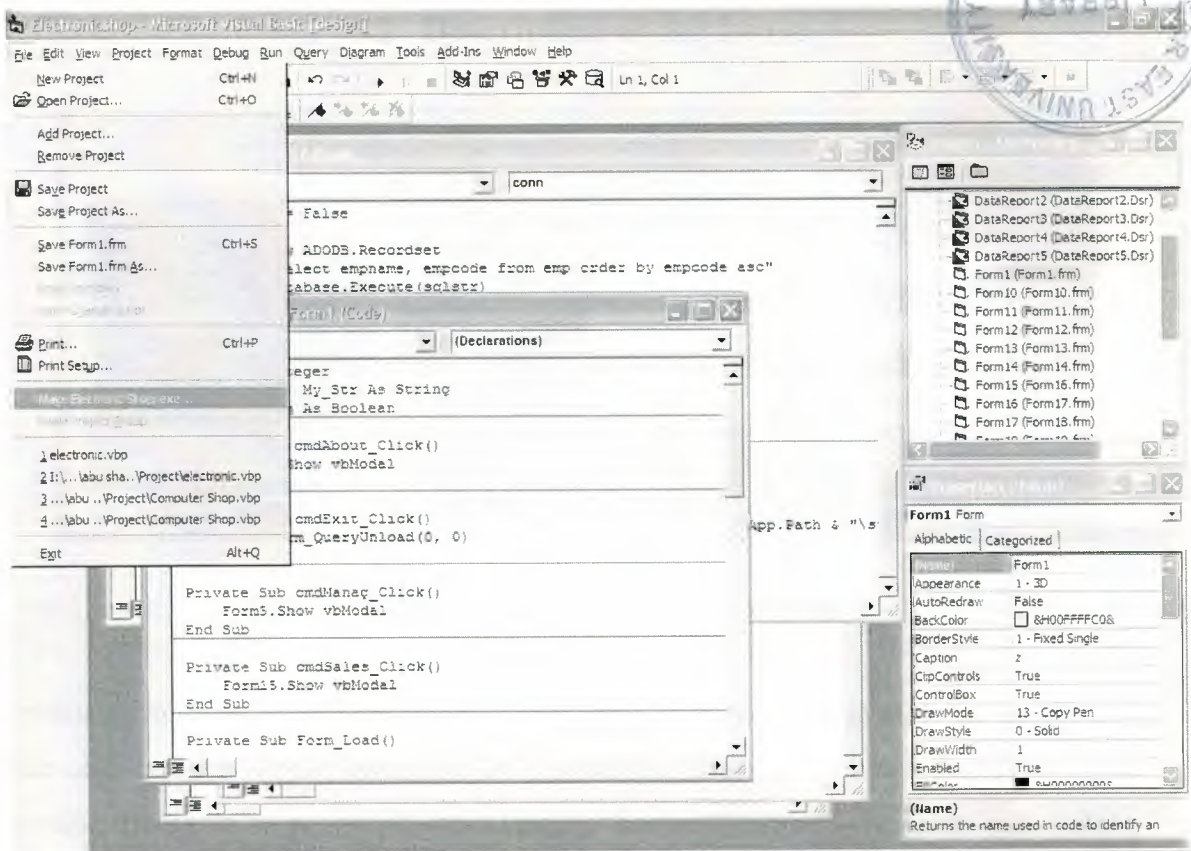 Electronicshop - Microsoft Visual Basic [design]
File Edit View Project Format Debug Run Query Diagram Tools Add-Ins Window Help
New Project Ctrl+N
Open Project... Ctrl+O
Add Project...
Remove Project
Save Project
Save Project As...
Save Form1.frm Ctrl+S
Save Form1.frm As...
Print... Ctrl+P
Print Setup...
Make Electronic Shop.exe...
1 electronic.vbp
2 I:\...\abu sha..\Project\electronic.vbp
3 ...\abu ..\Project\Computer Shop.vbp
4 ...\abu ..\Project\Computer Shop.vbp
Exit Alt+Q
Ln 1, Col 1
conn
= False
ADODB.Recordset
elect empname, empcode from emp order by empcode asc"
tabase.Execute(sqlstr)
App.Path & "\s
Form1 (Code)
(Declarations)
teger
My_Str As String
As Boolean
cmdAbout_Click()
Show vbModal
cmdExit_Click()
m_QueryUnload(0, 0)
Private Sub cmdManag_Click()
Form5.Show vbModal
End Sub
Private Sub cmdSales_Click()
Form15.Show vbModal
End Sub
Private Sub Form_Load()
EAST UNIVE
DataReport2 (DataReport2.Dsr)
DataReport3 (DataReport3.Dsr)
DataReport4 (DataReport4.Dsr)
DataReport5 (DataReport5.Dsr)
Form1 (Form1.frm)
Form10 (Form10.frm)
Form11 (Form11.frm)
Form12 (Form12.frm)
Form13 (Form13.frm)
Form14 (Form14.frm)
Form15 (Form16.frm)
Form16 (Form17.frm)
Form17 (Form18.frm)
Form1 Form
Alphabetic Categorized
(Name) Form1
Appearance 1 - 3D
AutoRedraw False
BackColor &H00FFFFC0&
BorderStyle 1 - Fixed Single
Caption z
ClipControls True
ControlBox True
DrawMode 13 - Copy Pen
DrawStyle 0 - Solid
DrawWidth 1
Enabled True
(Name)
Returns the name used in code to identify an